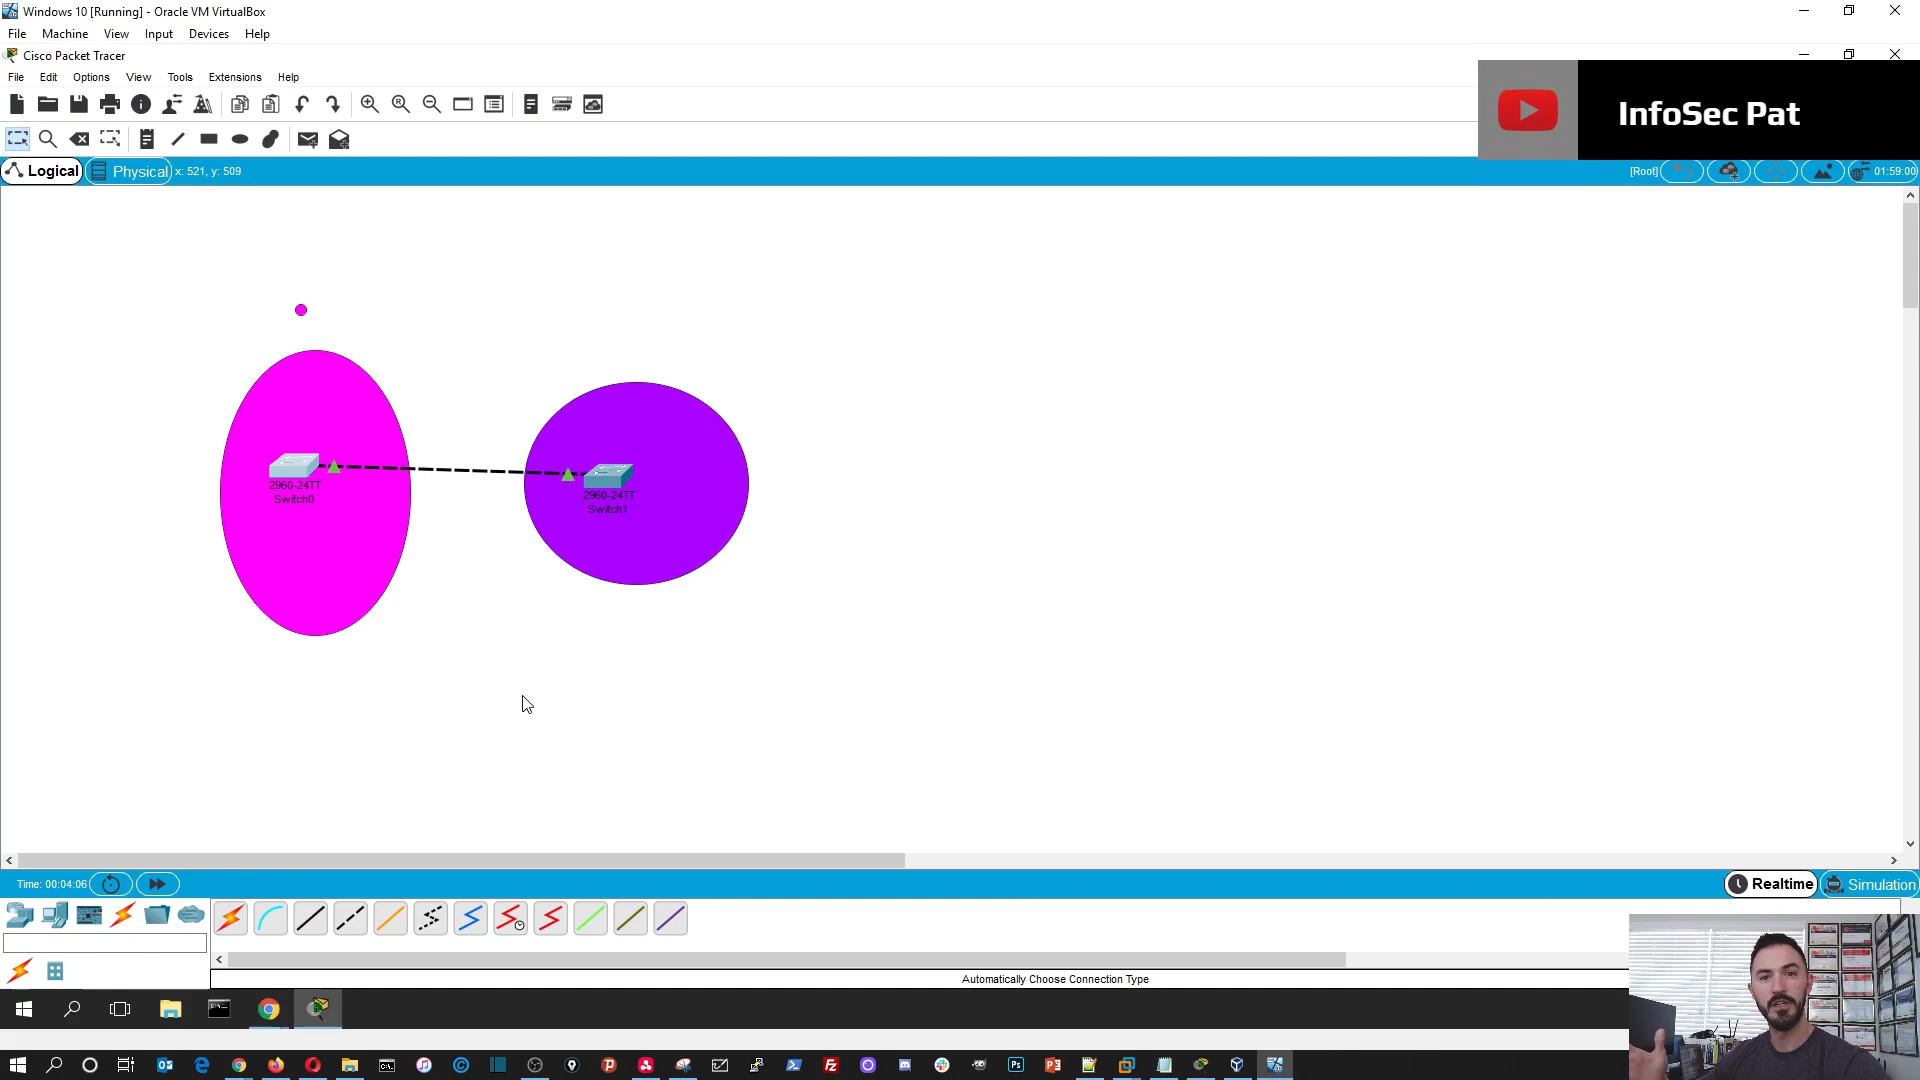 Windows 10 [Running] - Oracle VM VirtualBox
File Machine View Input Devices Help
Cisco Packet Tracer
File Edit Options View Tools Extensions Help
InfoSec Pat
Logical Physical x: 521, y: 509 [Root] 01:59:00
2960-24TT
Switch0
2960-24TT
Switch1
Time: 00:04:06 Realtime Simulation
Automatically Choose Connection Type